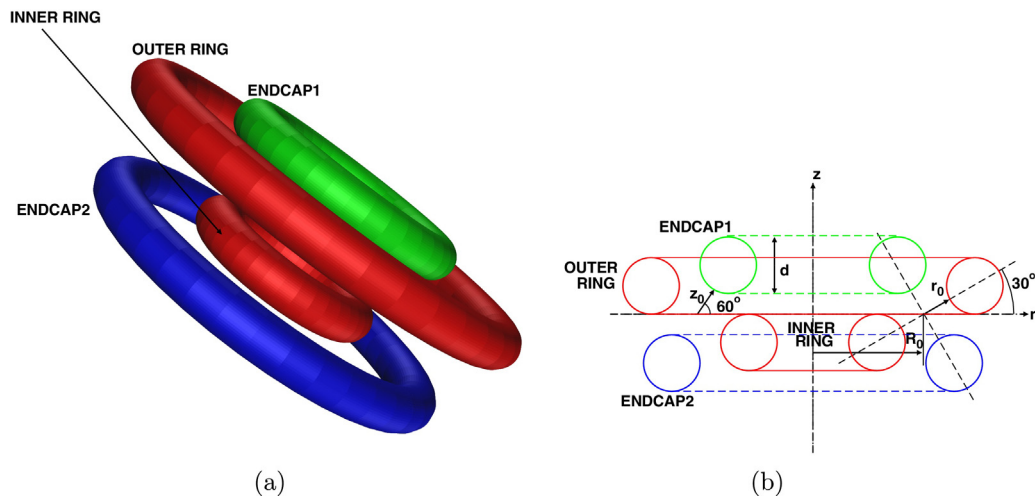 INNER RING
OUTER RING
ENDCAP1
ENDCAP2
(a)
z
ENDCAP1
OUTER
RING
d
z0
60°
r0
30°
r
INNER
RING
R0
ENDCAP2
(b)